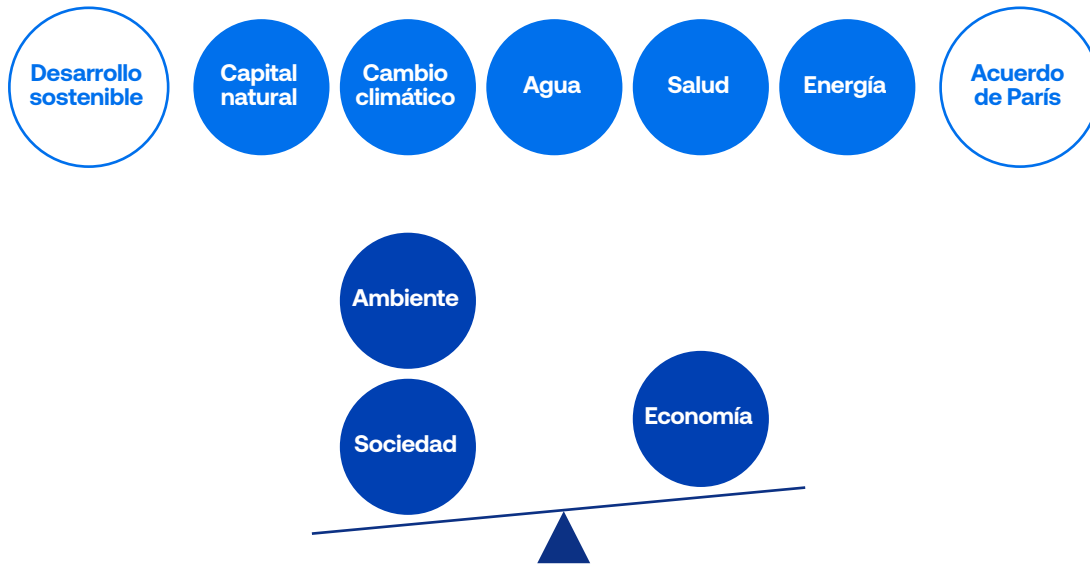 Desarrollo
sostenible
Capital
natural
Cambio
climático
Agua
Salud
Energía
Acuerdo
de París
Ambiente
Sociedad
Economía